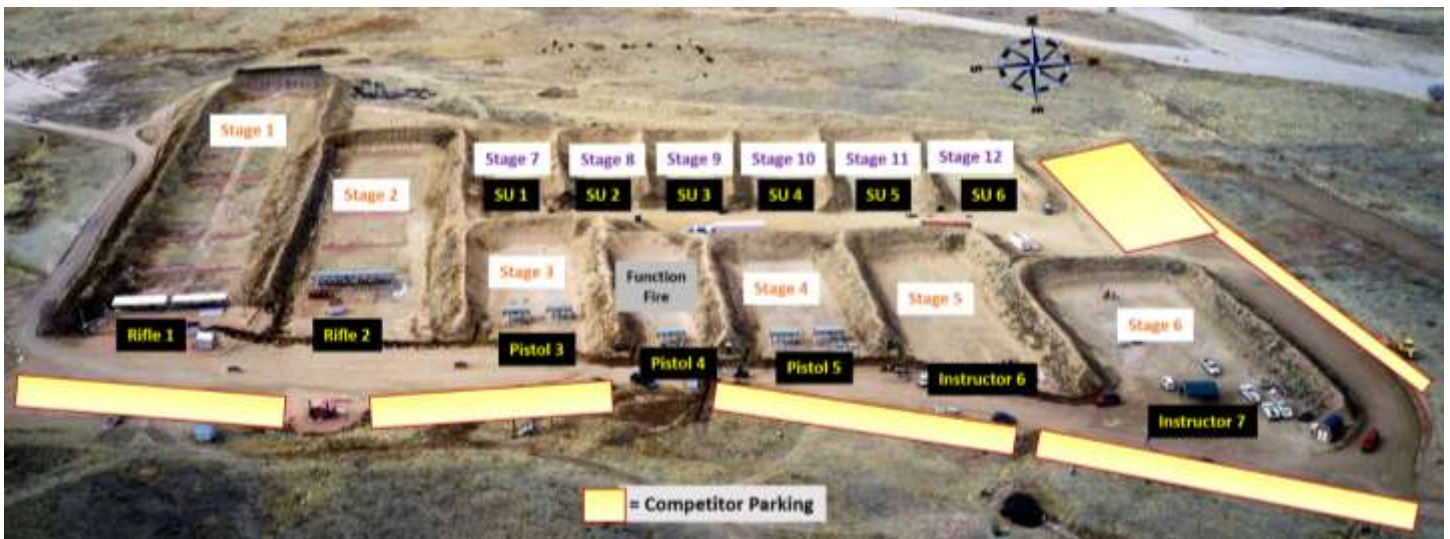 Stage 1
Stage 7
Stage 8
Stage 9
Stage 10
Stage 11
Stage 12
Stage 2
SU 1
SU 2
SU 3
SU 4
SU 5
SU 6
Stage 3
Function
Fire
Stage 4
Stage 5
Stage 6
Rifle 1
Rifle 2
Pistol 3
Pistol 4
Pistol 5
Instructor 6
Instructor 7
= Competitor Parking